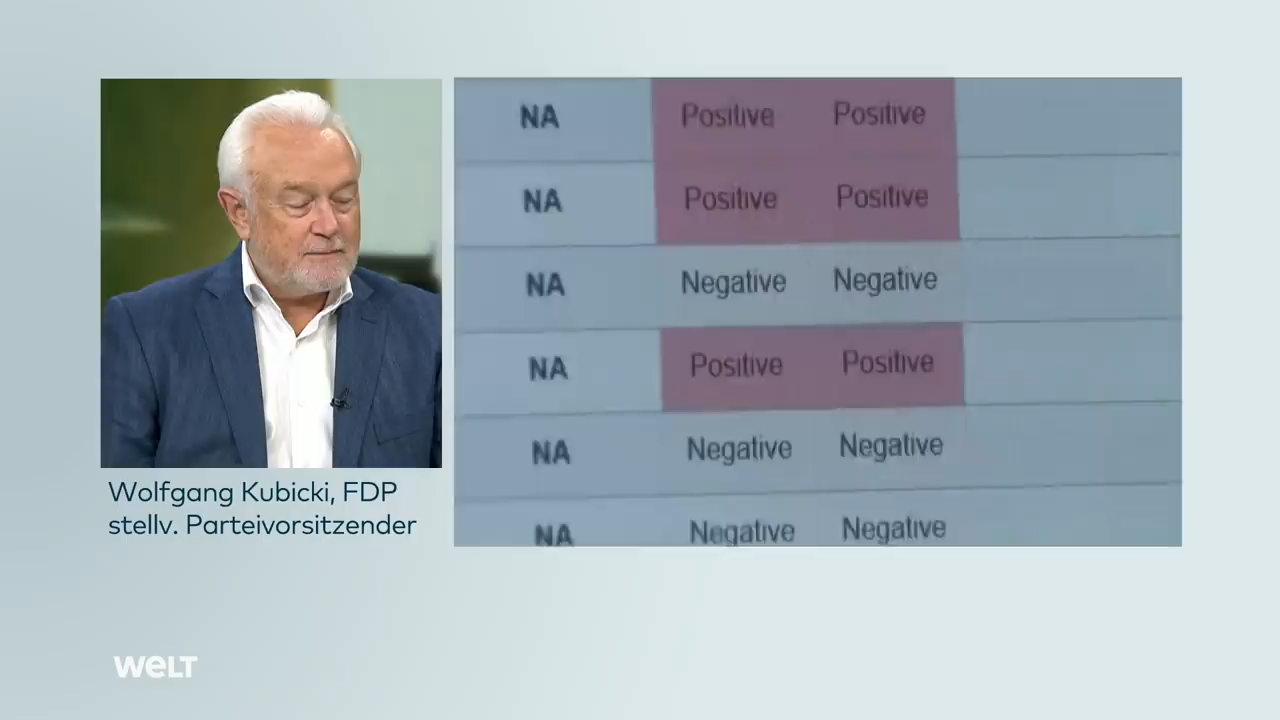 NA Positive Positive
NA Positive Positive
NA Negative Negative
NA Positive Positive
NA Negative Negative
NA Negative Negative
Wolfgang Kubicki, FDP
stellv. Parteivorsitzender
WELT